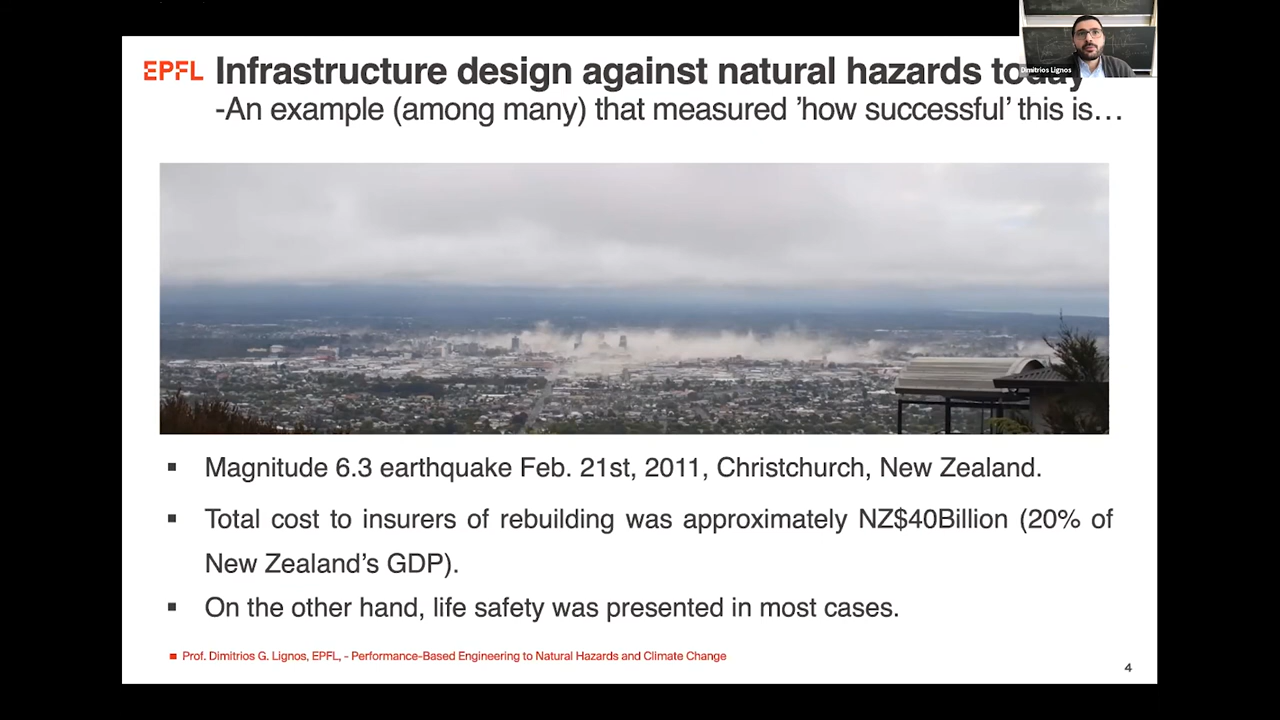 Dimitrios Lignos
EPFL Infrastructure design against natural hazards today
-An example (among many) that measured 'how successful' this is…
▪ Magnitude 6.3 earthquake Feb. 21st, 2011, Christchurch, New Zealand.
▪ Total cost to insurers of rebuilding was approximately NZ$40Billion (20% of
New Zealand's GDP).
▪ On the other hand, life safety was presented in most cases.
Prof. Dimitrios G. Lignos, EPFL, - Performance-Based Engineering to Natural Hazards and Climate Change
4